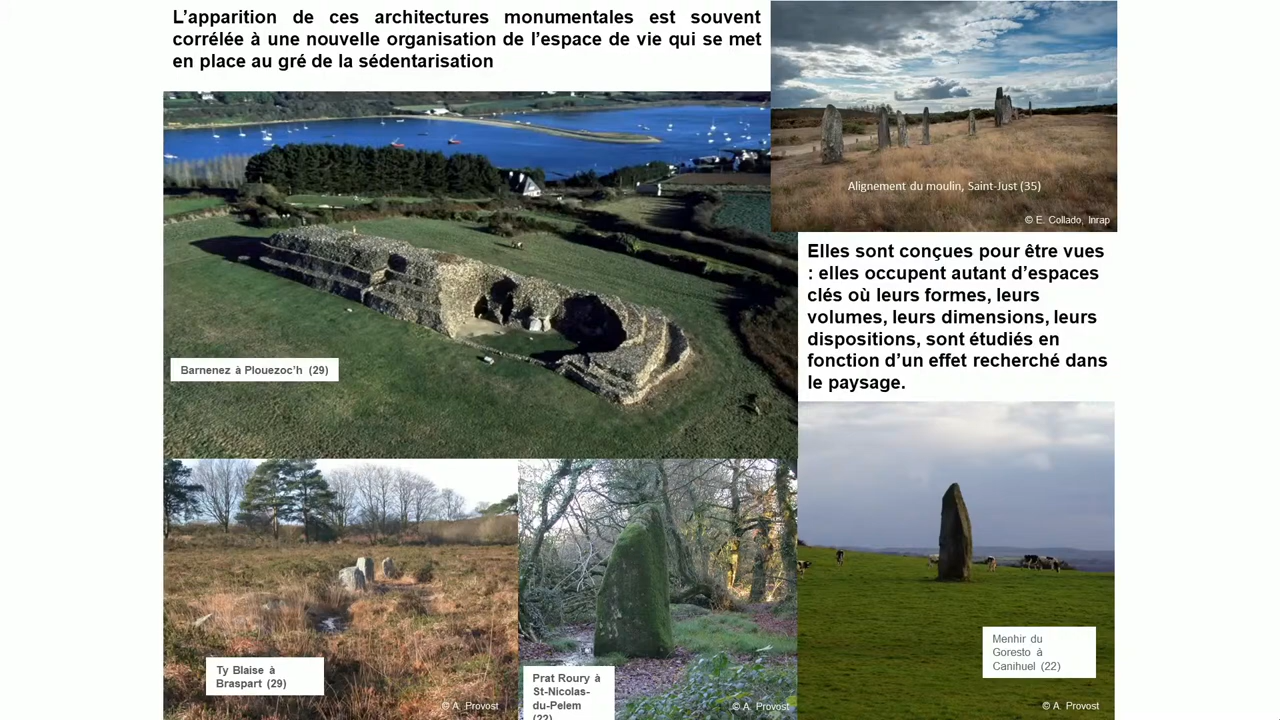 L'apparition de ces architectures monumentales est souvent
corrélée à une nouvelle organisation de l'espace de vie qui se met
en place au gré de la sédentarisation
Alignement du moulin, Saint-Just (35)
© E. Collado, Inrap
Elles sont conçues pour être vues
: elles occupent autant d'espaces
clés où leurs formes, leurs
volumes, leurs dimensions, leurs
dispositions, sont étudiés en
fonction d'un effet recherché dans
le paysage.
Barnenez à Plouezoc'h (29)
Ty Blaise à
Braspart (29)
© A. Provost
Prat Roury à
St-Nicolas-
du-Pelem
(22)
© A. Provost
Menhir du
Goresto à
Canihuel (22)
© A. Provost